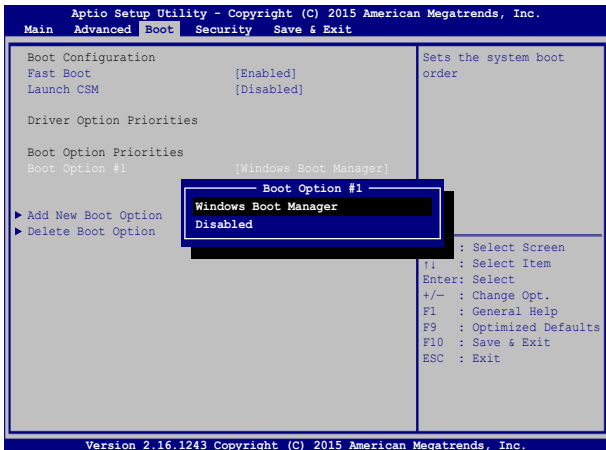 Aptio Setup Utility - Copyright (C) 2015 American Megatrends, Inc.
Main Advanced Boot Security Save & Exit
Boot Configuration
Fast Boot [Enabled]
Launch CSM [Disabled]
Driver Option Priorities
Boot Option Priorities
Boot Option #1 [Windows Boot Manager]
Boot Option #1
Windows Boot Manager
Disabled
▶ Add New Boot Option
▶ Delete Boot Option
Sets the system boot
order
: Select Screen
↑↓ : Select Item
Enter: Select
+/— : Change Opt.
F1 : General Help
F9 : Optimized Defaults
F10 : Save & Exit
ESC : Exit
Version 2.16.1243 Copyright (C) 2015 American Megatrends, Inc.